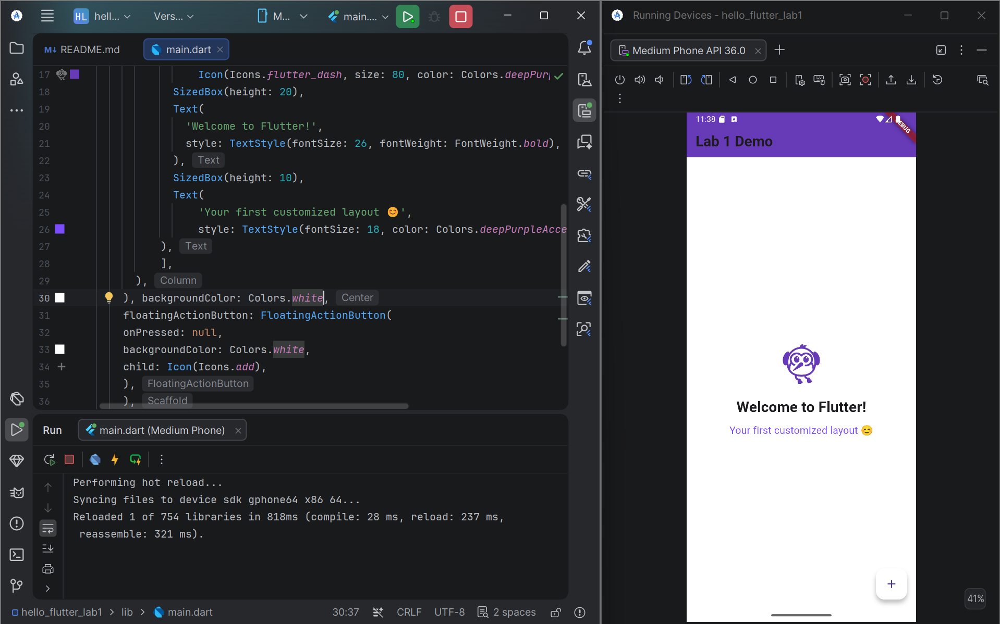 HL hell... Vers... M... main....
README.md main.dart
17 Icon(Icons.flutter_dash, size: 80, color: Colors.deepPur
18 SizedBox(height: 20),
19 Text(
20 'Welcome to Flutter!',
21 style: TextStyle(fontSize: 26, fontWeight: FontWeight.bold),
22 ), Text
23 SizedBox(height: 10),
24 Text(
25 'Your first customized layout 😊',
26 style: TextStyle(fontSize: 18, color: Colors.deepPurpleAcce
27 ), Text
28 ],
29 ), Column
30 ), backgroundColor: Colors.white, Center
31 floatingActionButton: FloatingActionButton(
32 onPressed: null,
33 backgroundColor: Colors.white,
34 child: Icon(Icons.add),
35 ), FloatingActionButton
36 ), Scaffold
Run main.dart (Medium Phone)
Performing hot reload...
Syncing files to device sdk gphone64 x86 64...
Reloaded 1 of 754 libraries in 818ms (compile: 28 ms, reload: 237 ms,
reassemble: 321 ms).
hello_flutter_lab1 > lib > main.dart 30:37 CRLF UTF-8 2 spaces
Running Devices - hello_flutter_lab1
Medium Phone API 36.0
11:38
Lab 1 Demo
Welcome to Flutter!
Your first customized layout 😊
41%